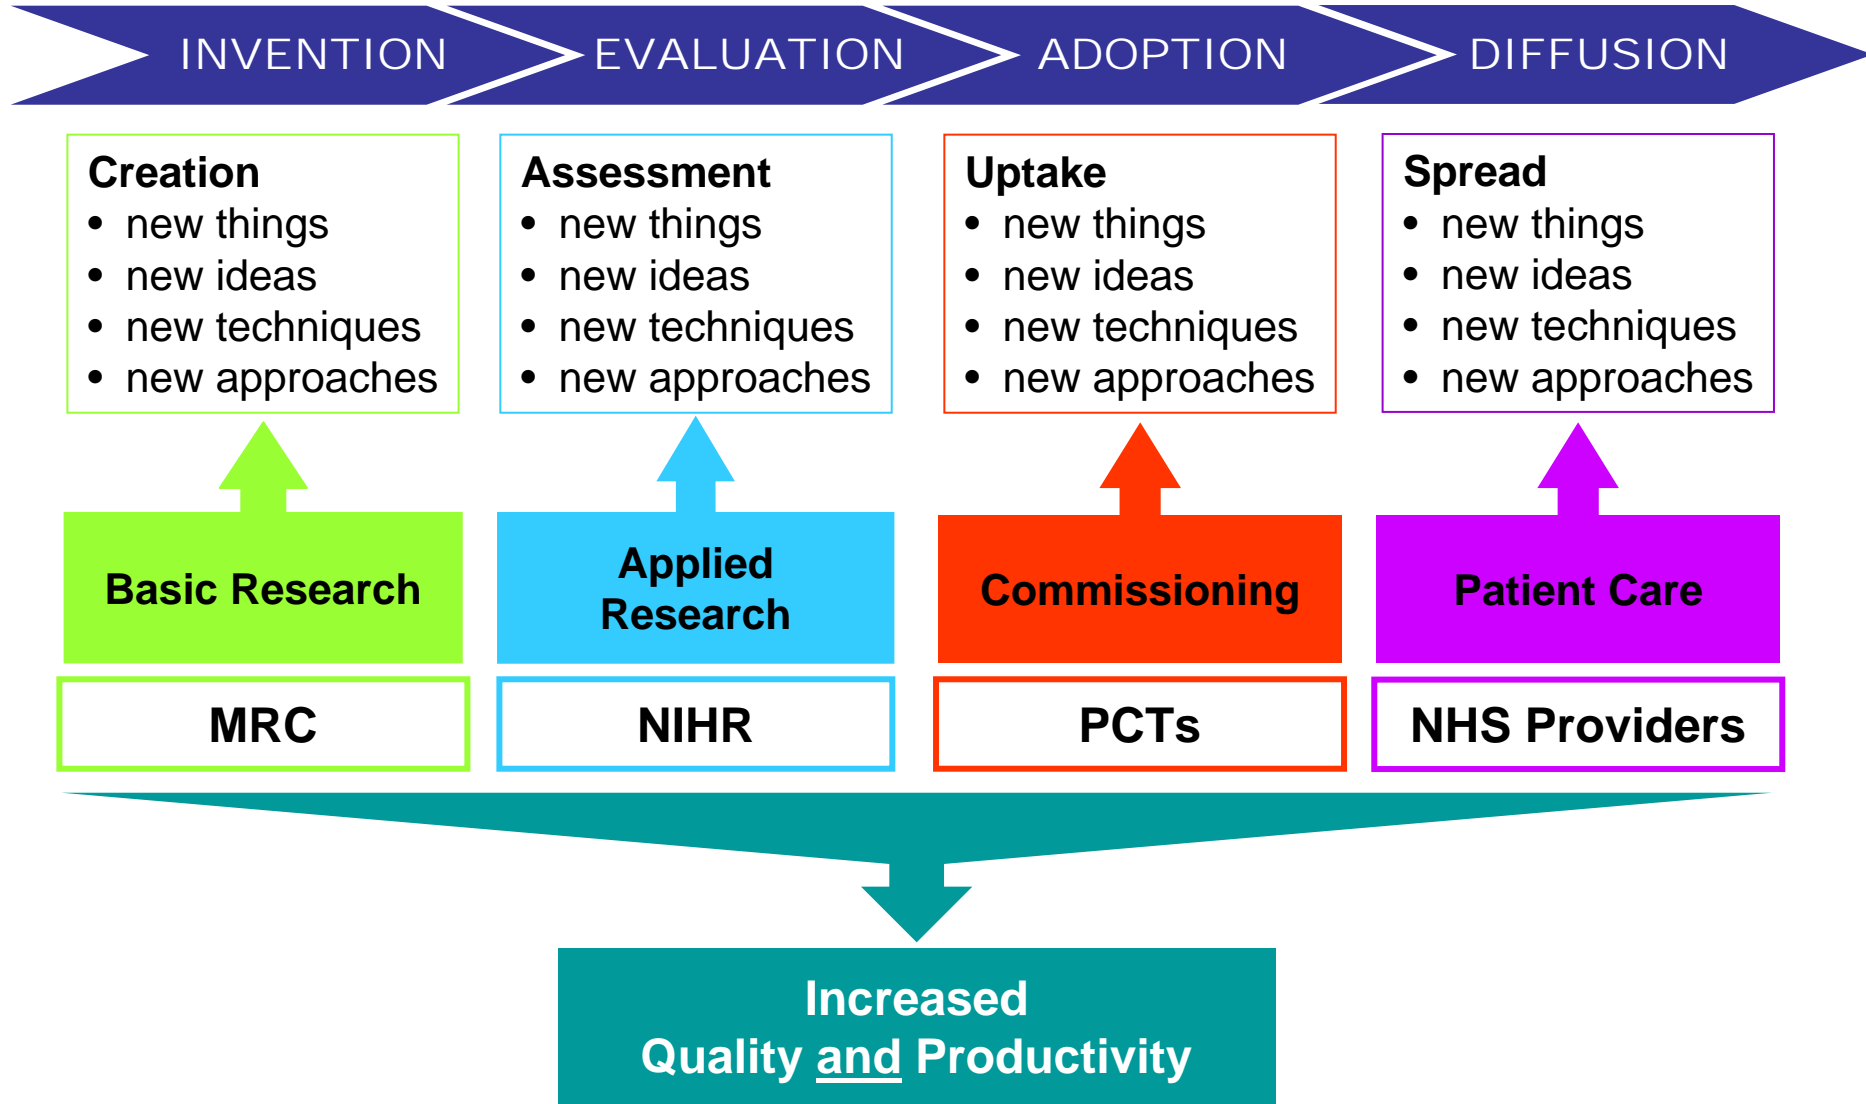 INVENTION
EVALUATION
ADOPTION
DIFFUSION
Creation
• new things
• new ideas
• new techniques
• new approaches
Assessment
• new things
• new ideas
• new techniques
• new approaches
Uptake
• new things
• new ideas
• new techniques
• new approaches
Spread
• new things
• new ideas
• new techniques
• new approaches
Basic Research
Applied
Research
Commissioning
Patient Care
MRC
NIHR
PCTs
NHS Providers
Increased
Quality and Productivity